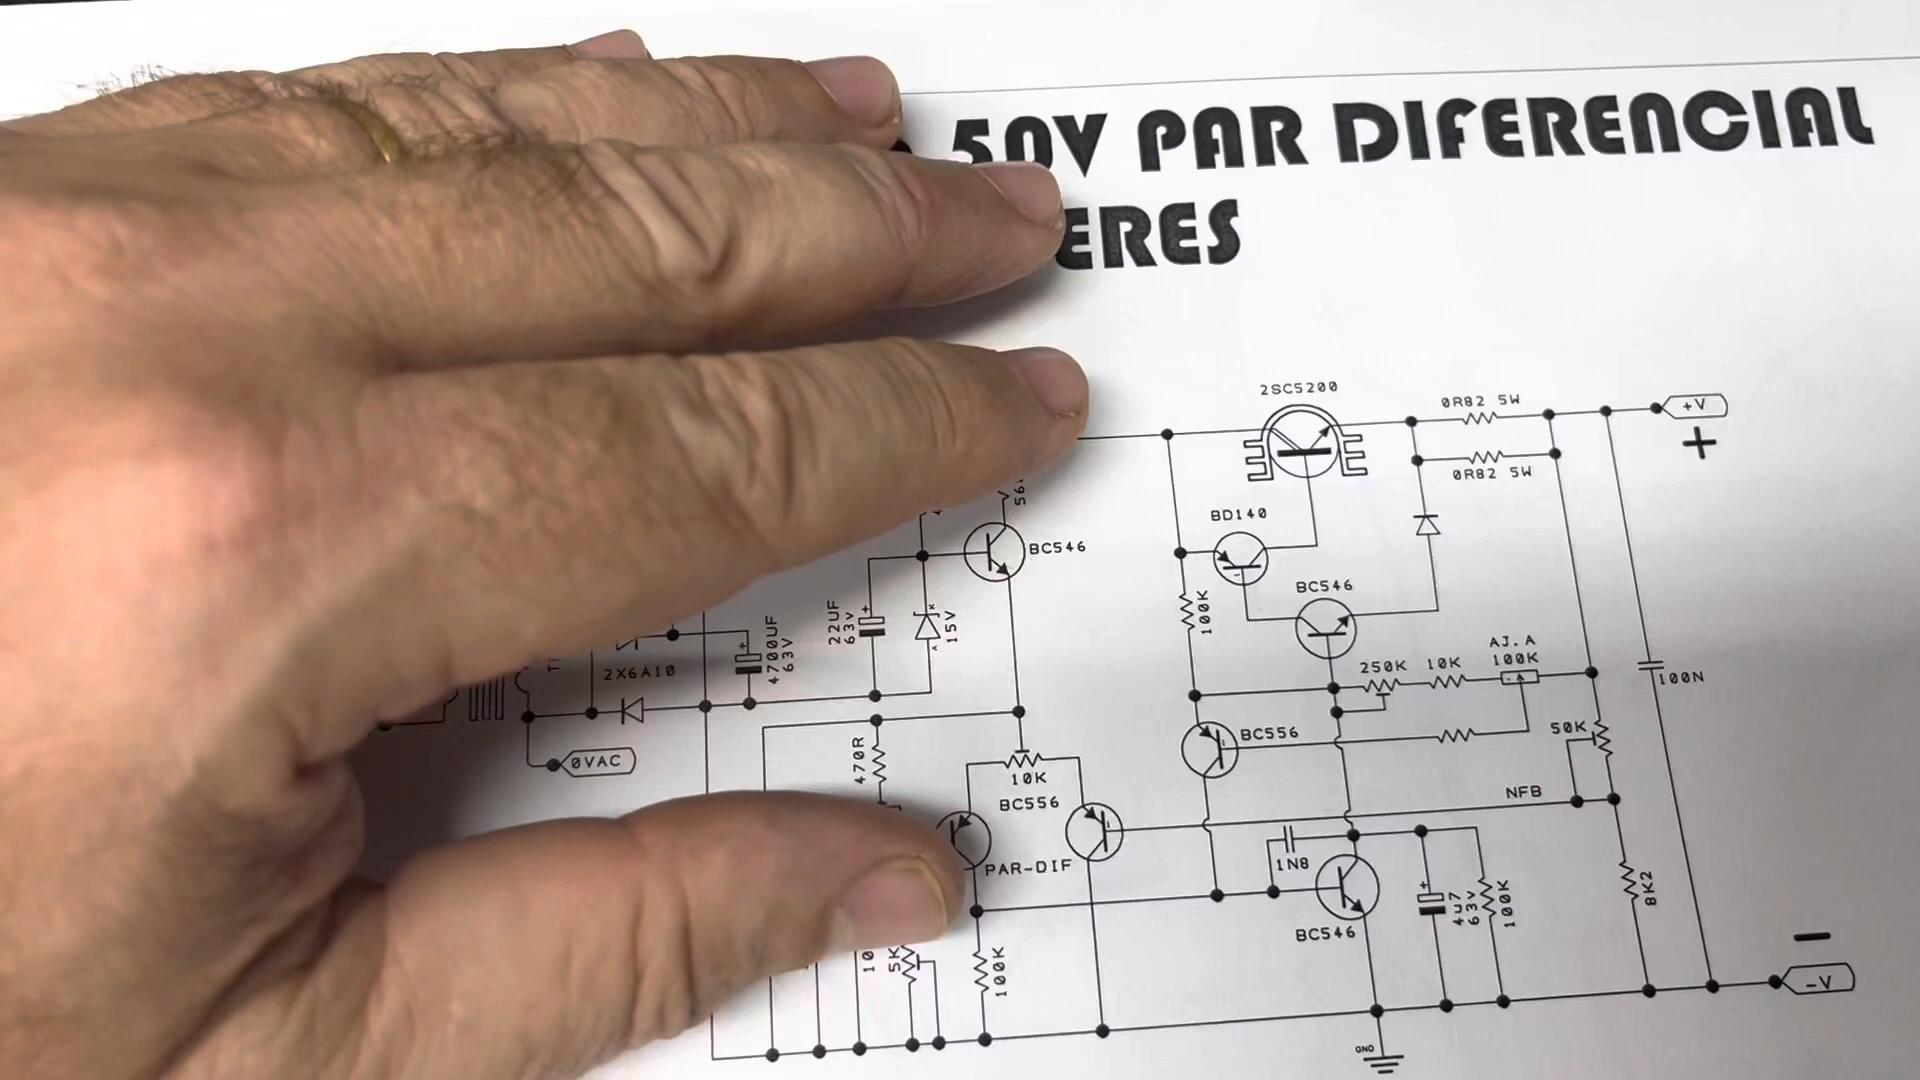 50V PAR DIFERENCIAL
ERES
2SC5200
0R82 5W
+V
+
0R82 5W
BD140
BC546
BC546
22UF
63V
15V
100K
4700UF
63V
2X6A10
AJ.A
250K
10K
100K
100N
0VAC
470R
10K
BC556
BC556
50K
NFB
PAR-DIF
1N8
BC546
4u7
63V
100K
8K2
5K
100K
-
-V
GND